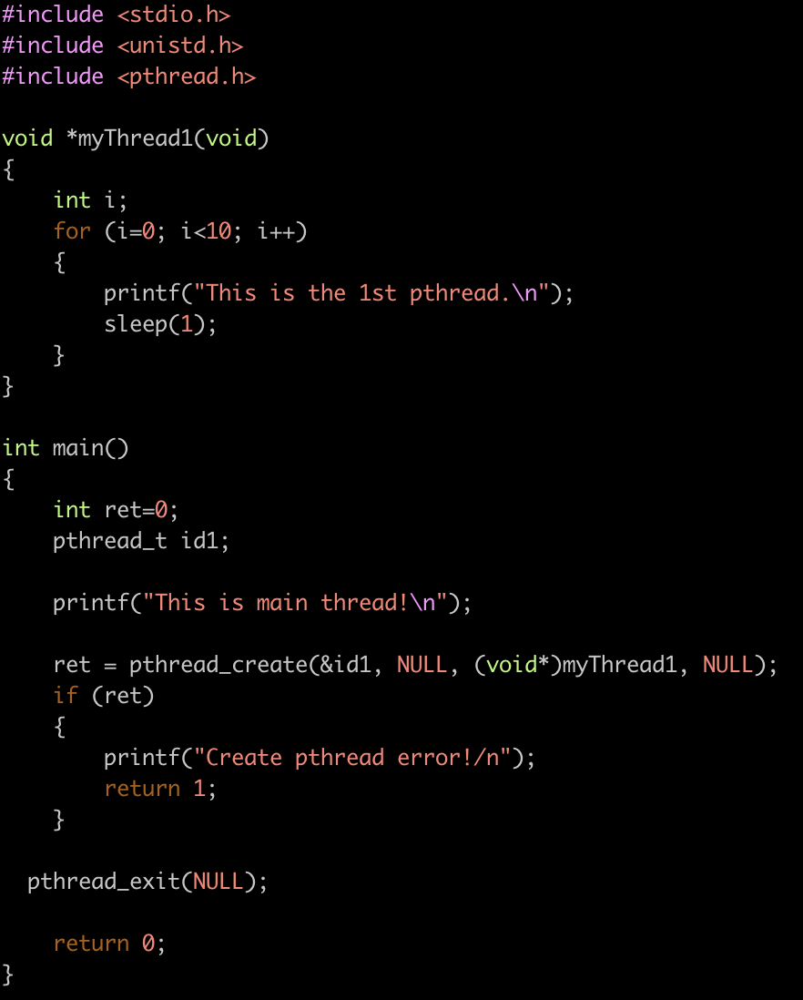 #include <stdio.h>
#include <unistd.h>
#include <pthread.h>

void *myThread1(void)
{
    int i;
    for (i=0; i<10; i++)
    {
        printf("This is the 1st pthread.\n");
        sleep(1);
    }
}

int main()
{
    int ret=0;
    pthread_t id1;

    printf("This is main thread!\n");

    ret = pthread_create(&id1, NULL, (void*)myThread1, NULL);
    if (ret)
    {
        printf("Create pthread error!/n");
        return 1;
    }

  pthread_exit(NULL);

    return 0;
}